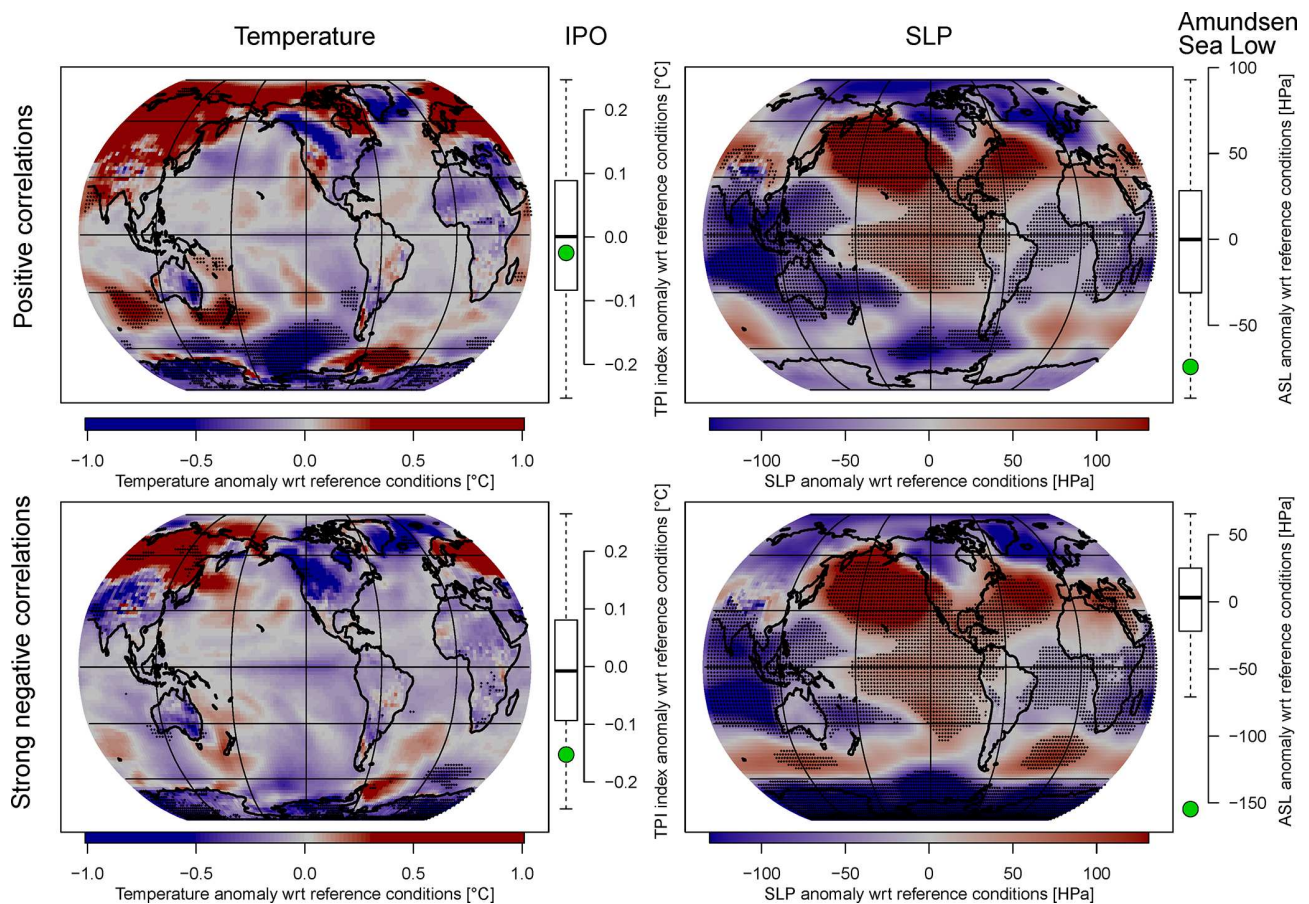 Temperature
IPO
SLP
Amundsen
Sea Low
Positive correlations
0.2
0.1
0.0
−0.1
−0.2
TPI index anomaly wrt reference conditions [°C]
100
50
0
−50
ASL anomaly wrt reference conditions [HPa]
−1.0 −0.5 0.0 0.5 1.0
Temperature anomaly wrt reference conditions [°C]
−100 −50 0 50 100
SLP anomaly wrt reference conditions [HPa]
Strong negative correlations
0.2
0.1
0.0
−0.1
−0.2
TPI index anomaly wrt reference conditions [°C]
50
0
−50
−100
−150
ASL anomaly wrt reference conditions [HPa]
−1.0 −0.5 0.0 0.5 1.0
Temperature anomaly wrt reference conditions [°C]
−100 −50 0 50 100
SLP anomaly wrt reference conditions [HPa]